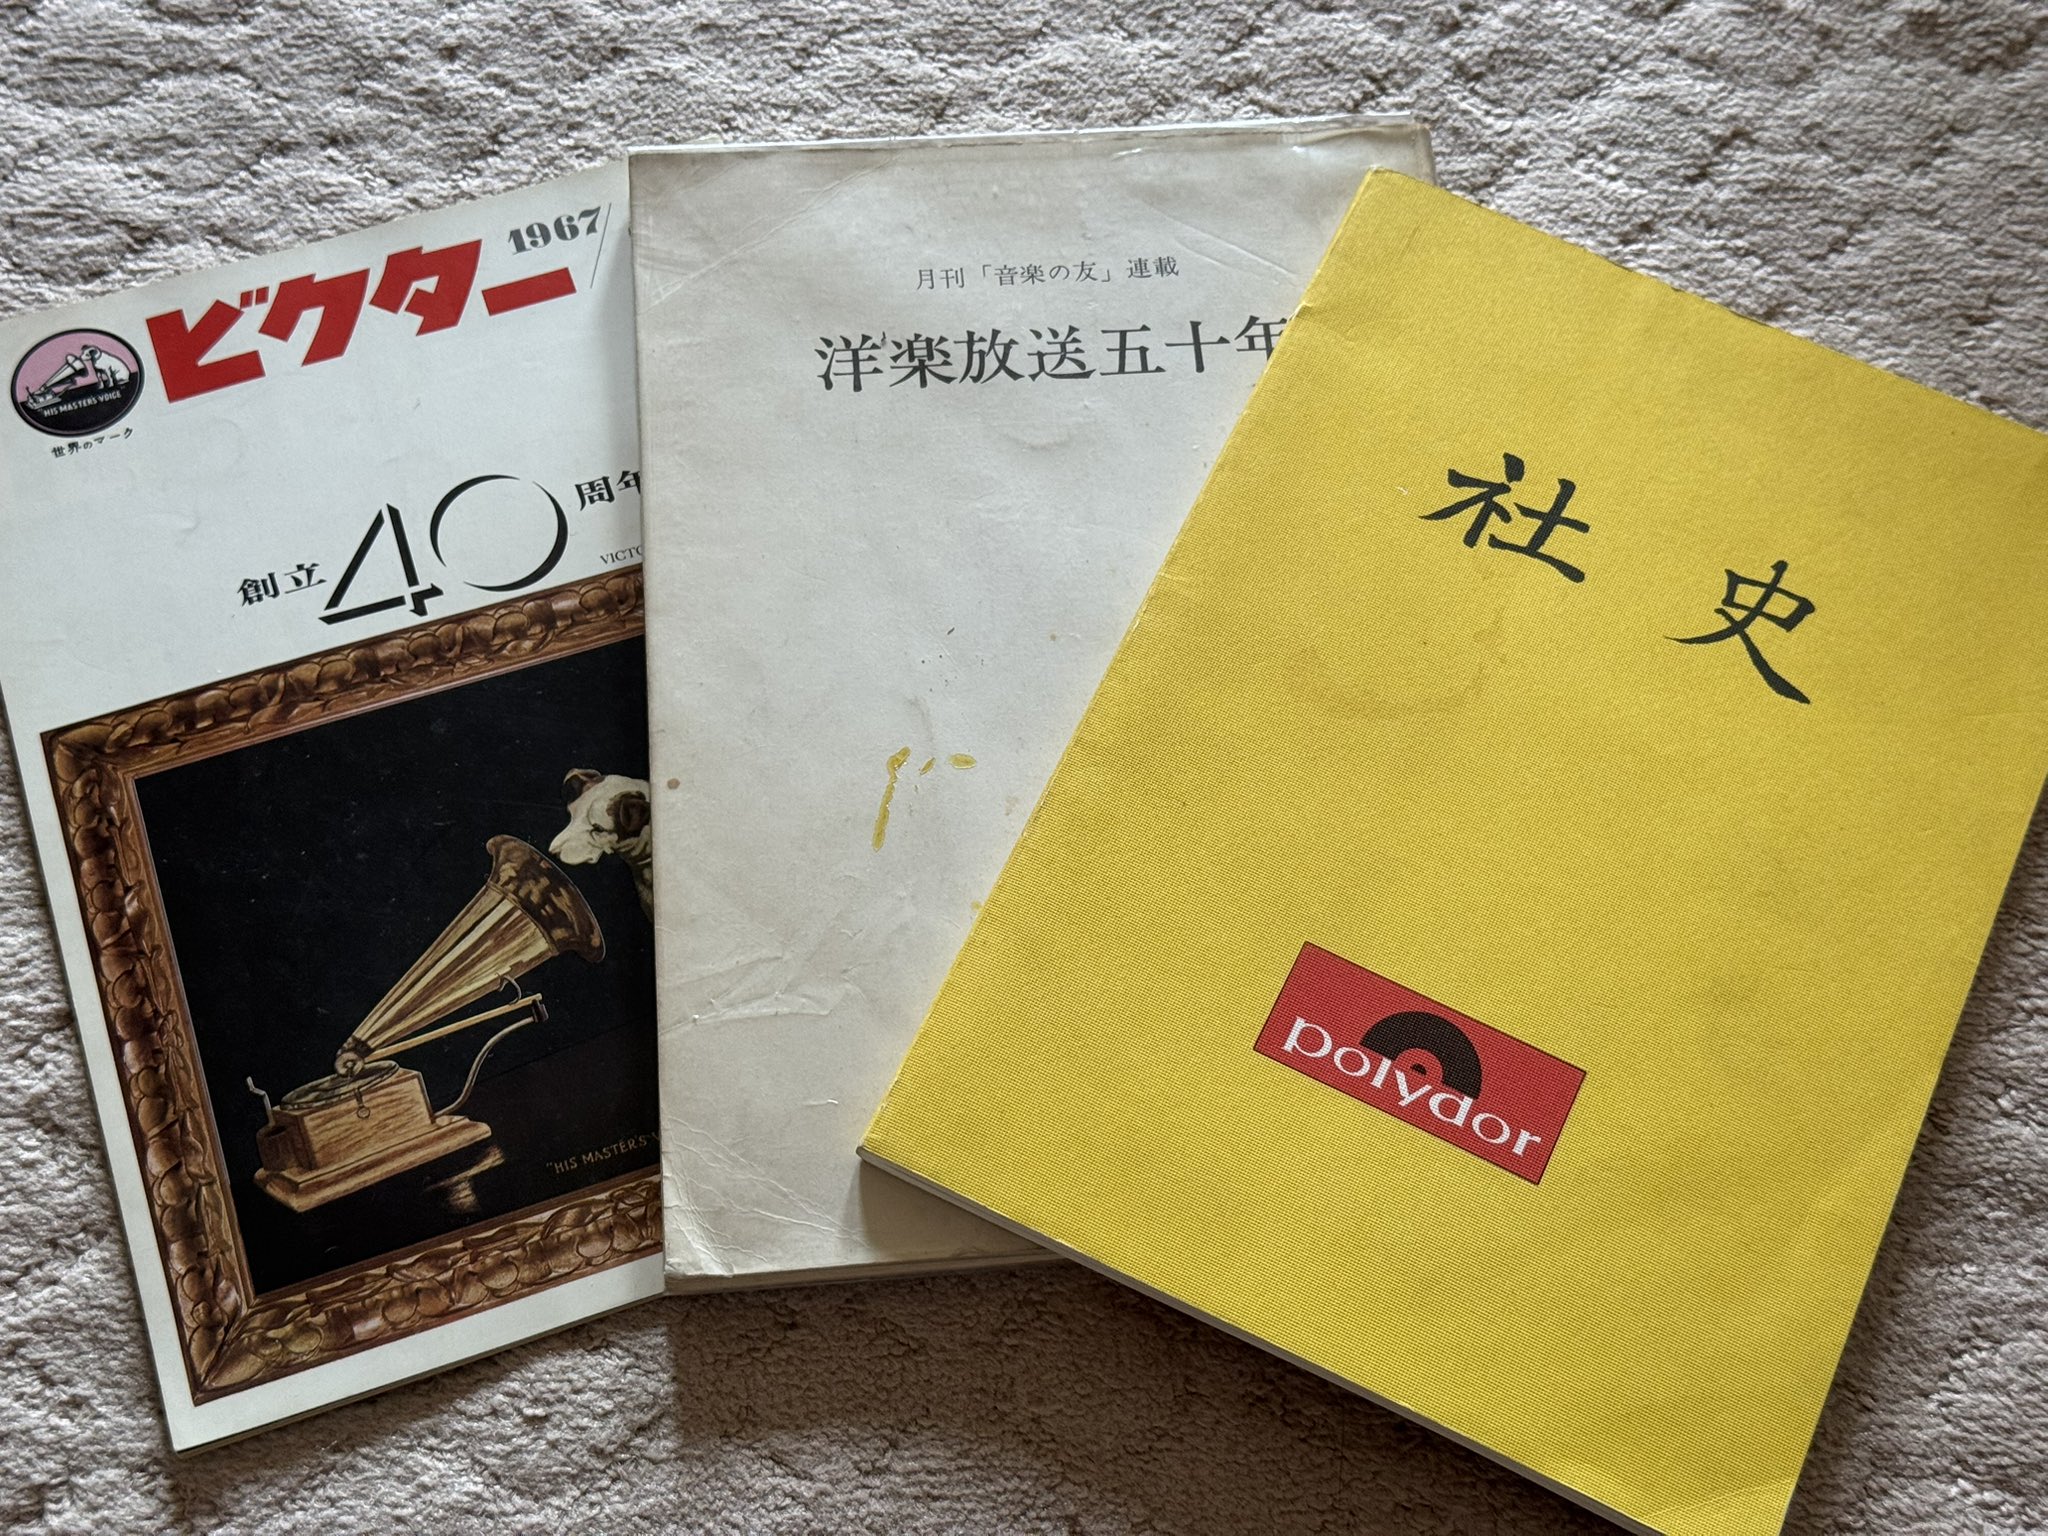 ビクター
1967/
HIS MASTER'S VOICE
世界のマーク
創立40周年
"HIS MASTER'S
月刊「音楽の友」連載
洋楽放送五十年
社史
polydor